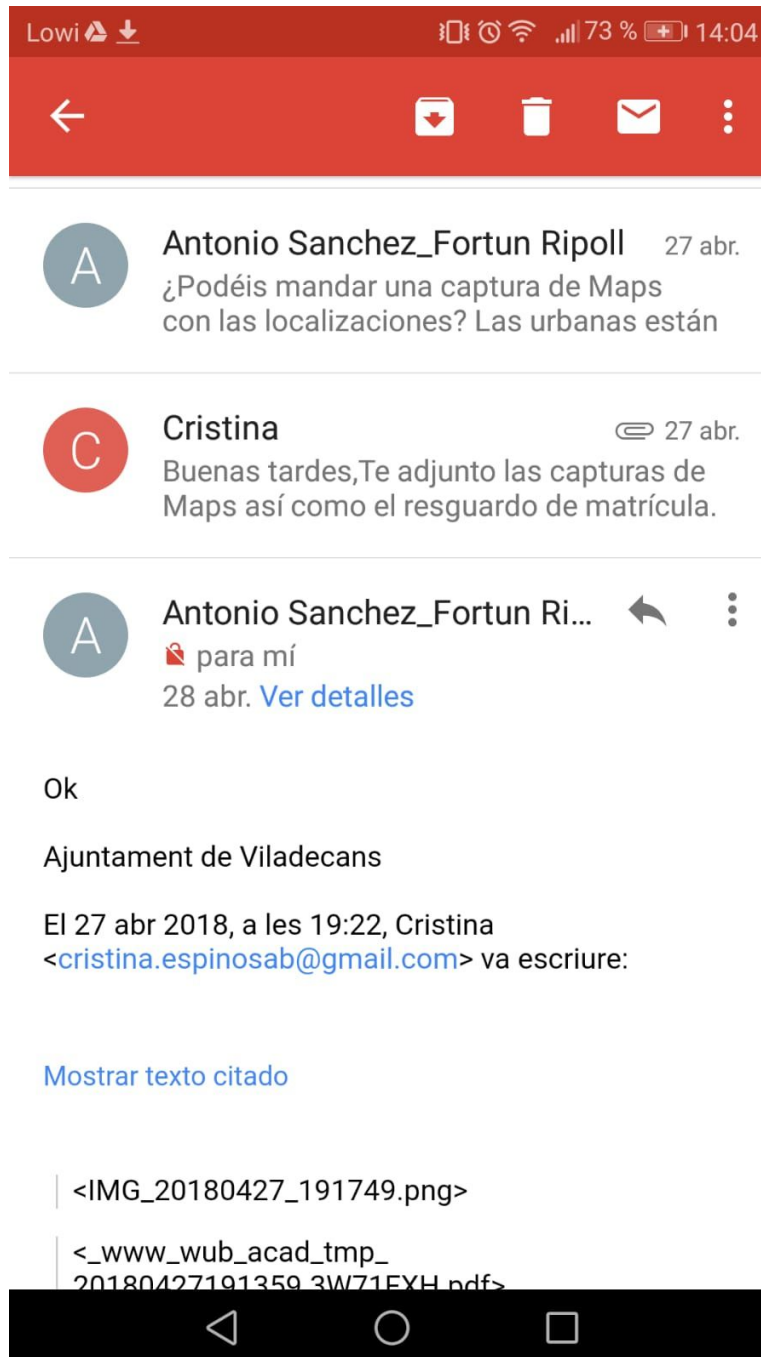 Lowi 73 % 14:04
A Antonio Sanchez_Fortun Ripoll 27 abr.
¿Podéis mandar una captura de Maps
con las localizaciones? Las urbanas están
C Cristina 27 abr.
Buenas tardes,Te adjunto las capturas de
Maps así como el resguardo de matrícula.
A Antonio Sanchez_Fortun Ri...
para mí
28 abr. Ver detalles
Ok
Ajuntament de Viladecans
El 27 abr 2018, a les 19:22, Cristina
<cristina.espinosab@gmail.com> va escriure:
Mostrar texto citado
<IMG_20180427_191749.png>
<_www_wub_acad_tmp_
20180427191359.3W71EXH.pdf>